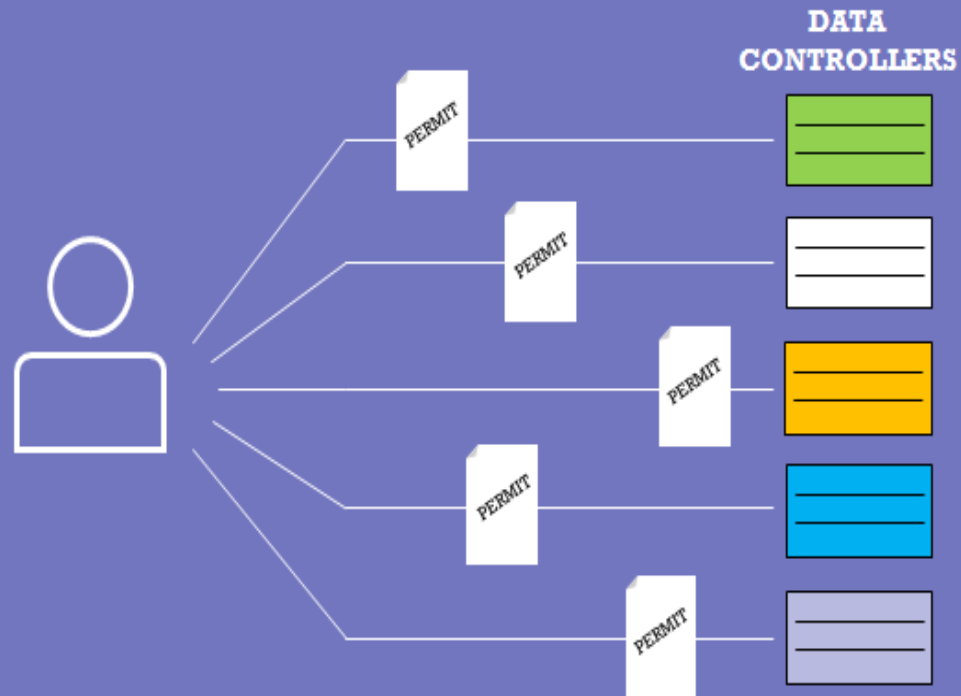 DATA
CONTROLLERS
PERMIT
PERMIT
PERMIT
PERMIT
PERMIT